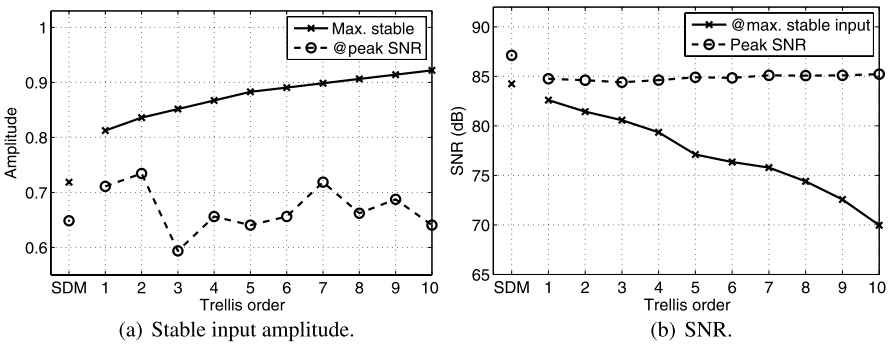 1
0.9
0.8
0.7
0.6
Amplitude
Max. stable
@peak SNR
SDM 1 2 3 4 5 6 7 8 9 10
Trellis order
(a) Stable input amplitude.
90
85
80
75
70
65
SNR (dB)
@max. stable input
Peak SNR
SDM 1 2 3 4 5 6 7 8 9 10
Trellis order
(b) SNR.